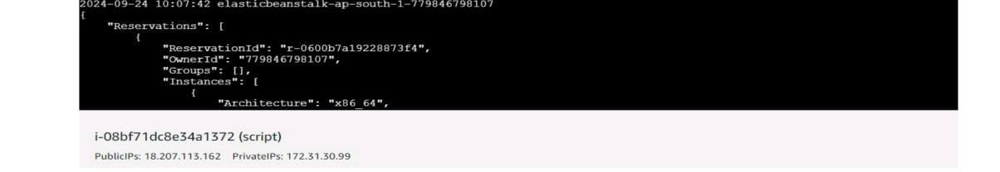 2024-09-24 10:07:42 elasticbeanstalk-ap-south-1-779846798107
{
    "Reservations": [
        {
            "ReservationId": "r-0600b7a19228873f4",
            "OwnerId": "779846798107",
            "Groups": [],
            "Instances": [
                {
                    "Architecture": "x86_64",
i-08bf71dc8e34a1372 (script)
PublicIPs: 18.207.113.162    PrivateIPs: 172.31.30.99